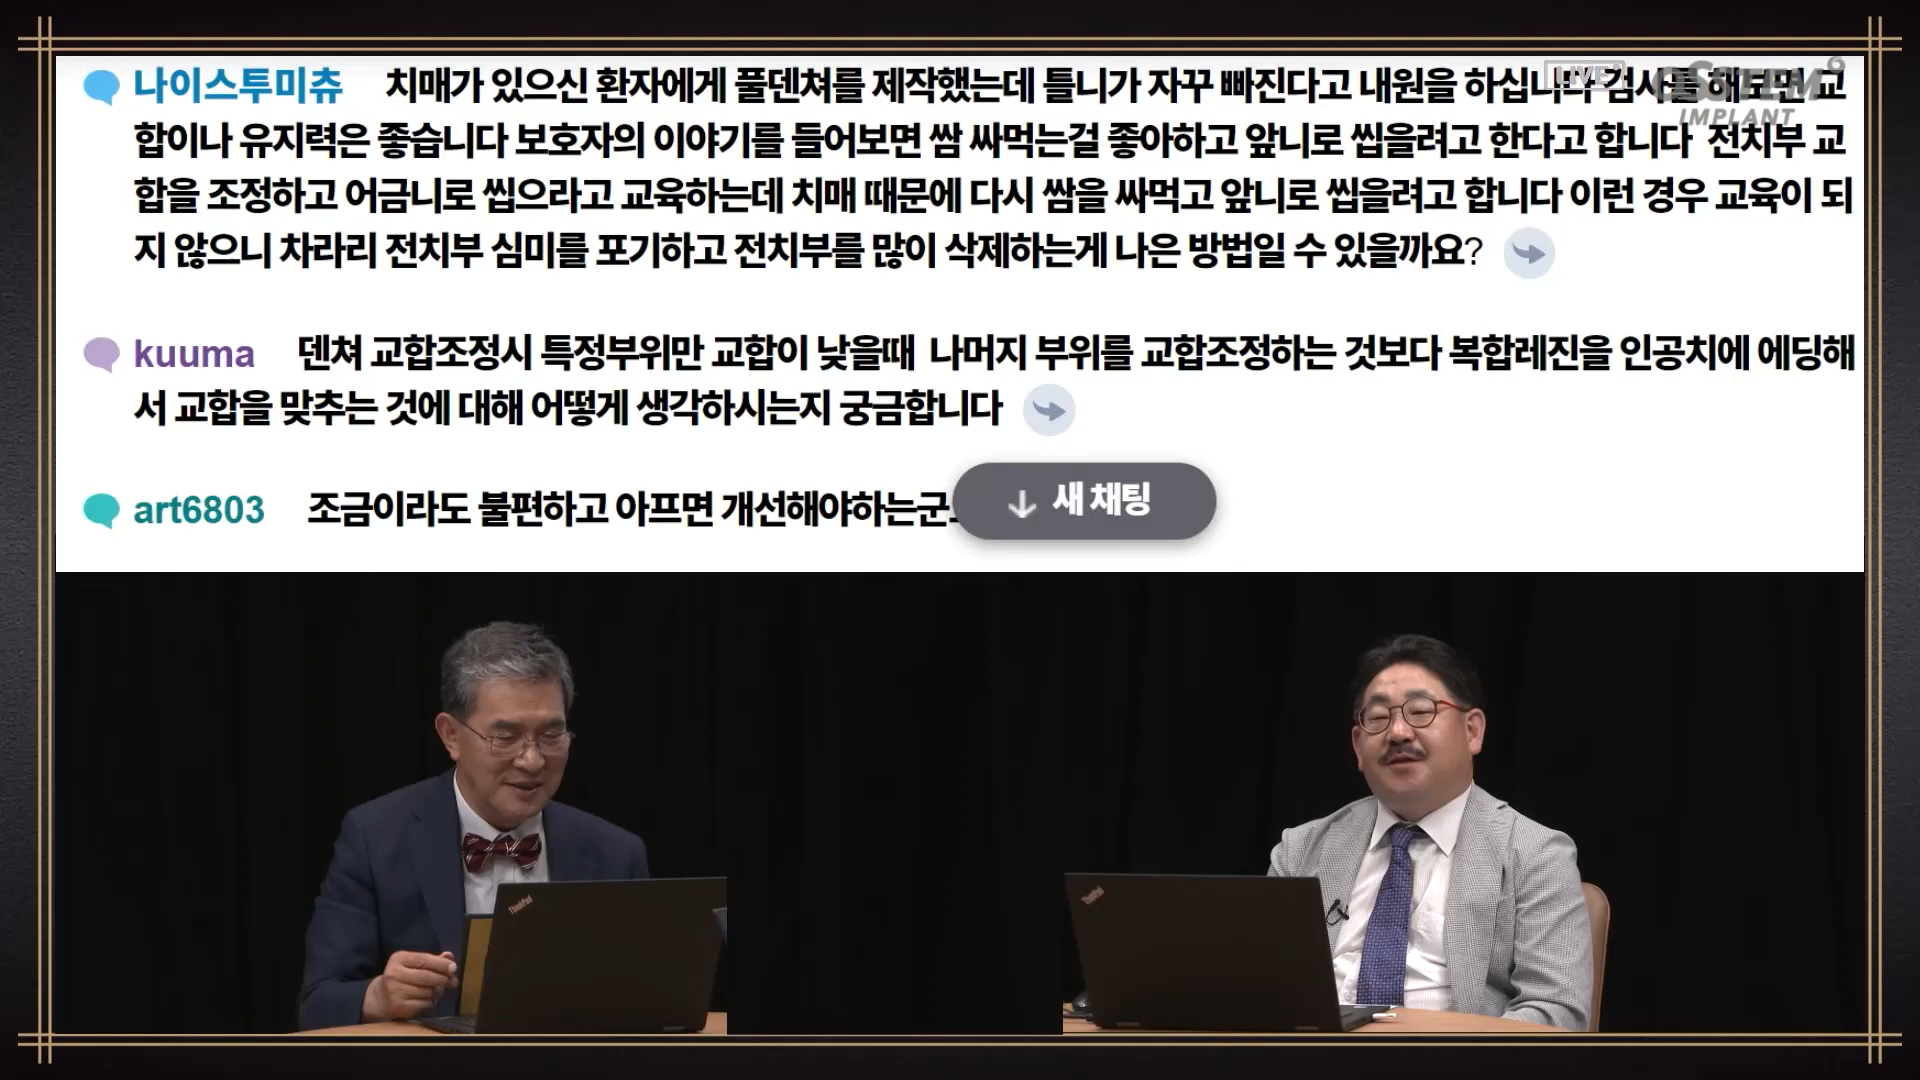 나이스투미츄 치매가 있으신 환자에게 풀덴쳐를 제작했는데 틀니가 자꾸 빠진다고 내원을 하십니다 검사를 해보면 교
합이나 유지력은 좋습니다 보호자의 이야기를 들어보면 쌈 싸먹는걸 좋아하고 앞니로 씹을려고 한다고 합니다 전치부 교
합을 조정하고 어금니로 씹으라고 교육하는데 치매 때문에 다시 쌈을 싸먹고 앞니로 씹을려고 합니다 이런 경우 교육이 되
지 않으니 차라리 전치부 심미를 포기하고 전치부를 많이 삭제하는게 나은 방법일 수 있을까요?
LIVE
OSSTEM
IMPLANT
kuuma 덴쳐 교합조정시 특정부위만 교합이 낮을때 나머지 부위를 교합조정하는 것보다 복합레진을 인공치에 에딩해
서 교합을 맞추는 것에 대해 어떻게 생각하시는지 궁금합니다
art6803 조금이라도 불편하고 아프면 개선해야하는군
↓ 새 채팅
ThinkPad
ThinkPad